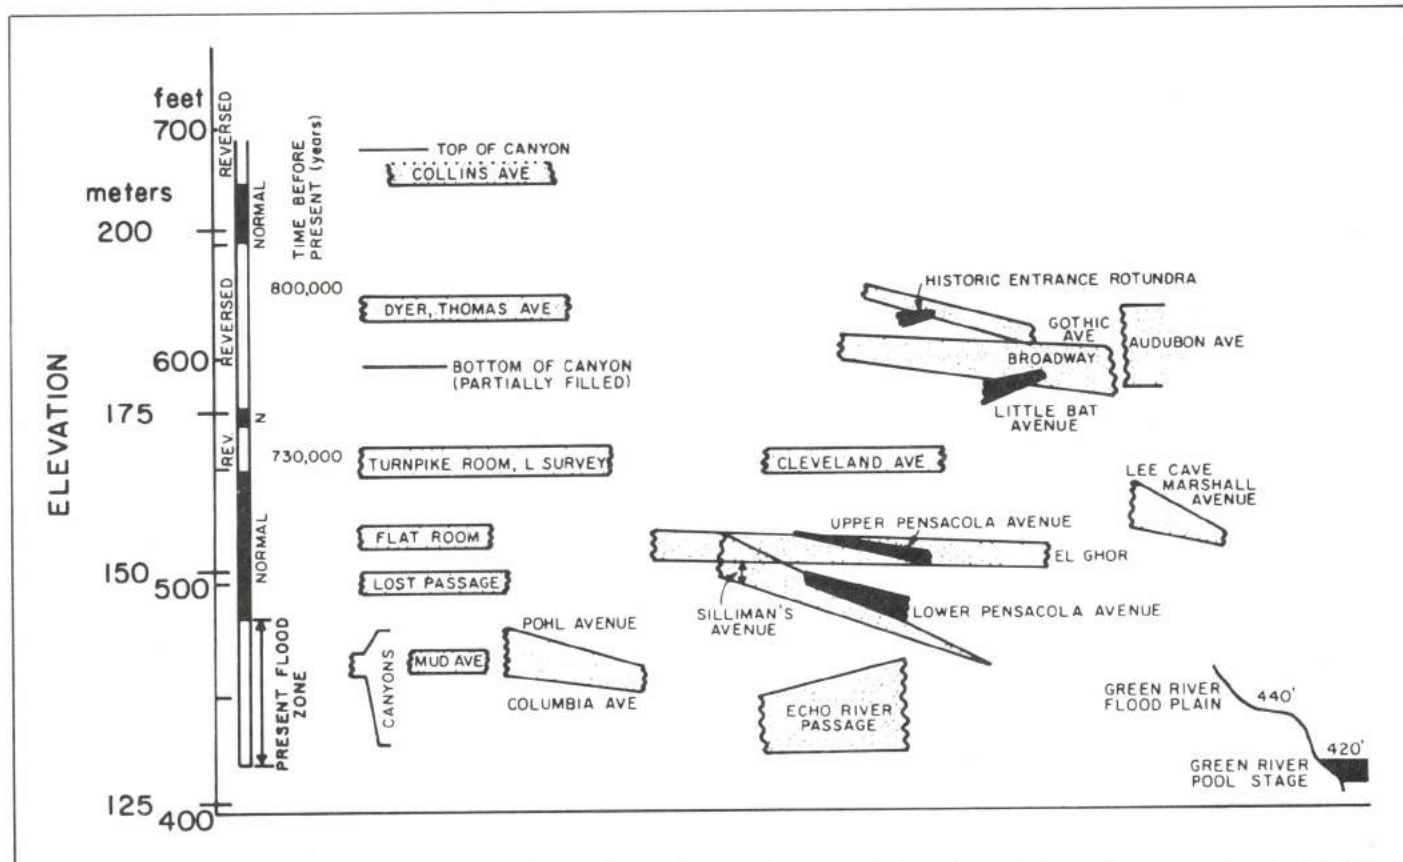 feet
700
meters
200
600
175
150
500
125
400
ELEVATION
REVERSED
NORMAL
REVERSED
N
REV.
NORMAL
PRESENT FLOOD
ZONE
TIME BEFORE
PRESENT (years)
800,000
730,000
TOP OF CANYON
COLLINS AVE
DYER, THOMAS AVE
BOTTOM OF CANYON
(PARTIALLY FILLED)
TURNPIKE ROOM, L SURVEY
FLAT ROOM
LOST PASSAGE
CANYONS
MUD AVE
POHL AVENUE
COLUMBIA AVE
HISTORIC ENTRANCE ROTUNDRA
GOTHIC
AVE
BROADWAY
AUDUBON AVE
LITTLE BAT
AVENUE
CLEVELAND AVE
LEE CAVE
MARSHALL
AVENUE
UPPER PENSACOLA AVENUE
EL GHOR
SILLIMAN'S
AVENUE
LOWER PENSACOLA AVENUE
ECHO RIVER
PASSAGE
GREEN RIVER
FLOOD PLAIN
440'
420'
GREEN RIVER
POOL STAGE